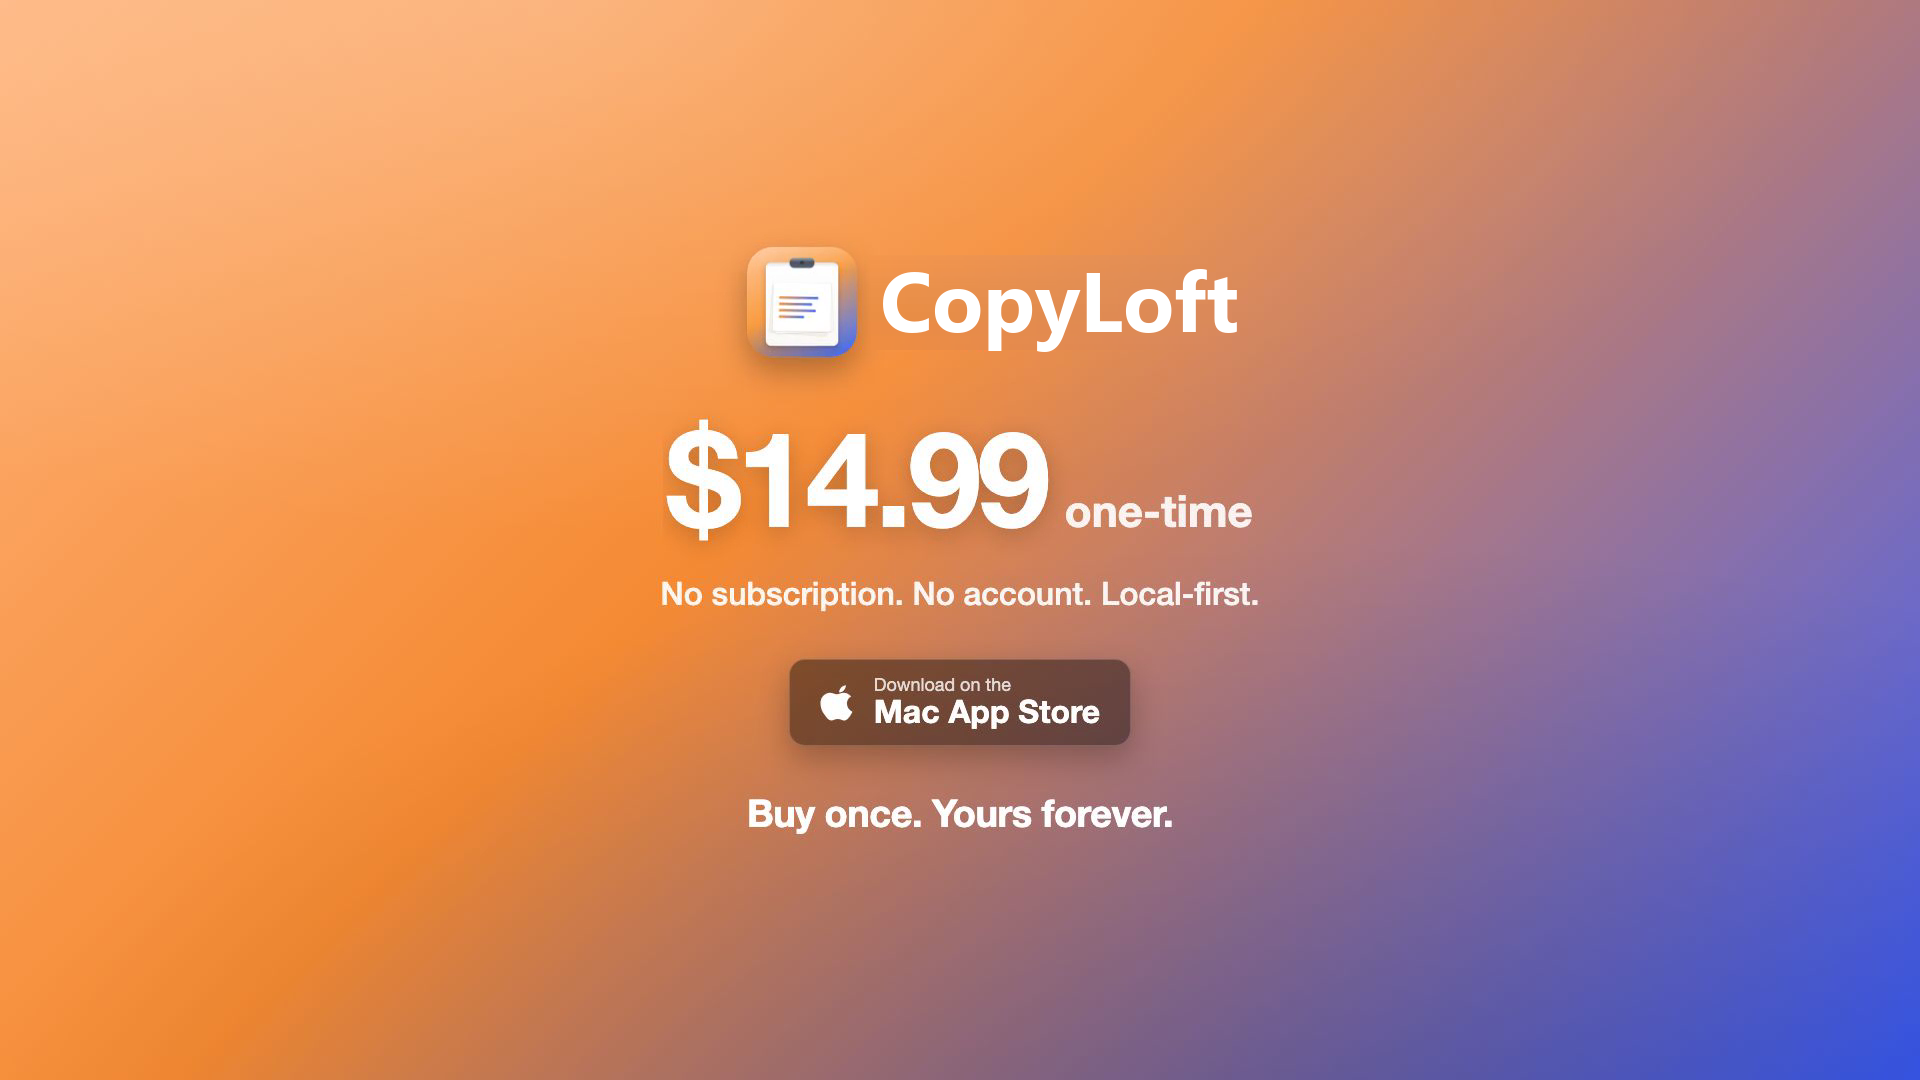 CopyLoft
$14.99 one-time
No subscription. No account. Local-first.
Download on the
Mac App Store
Buy once. Yours forever.